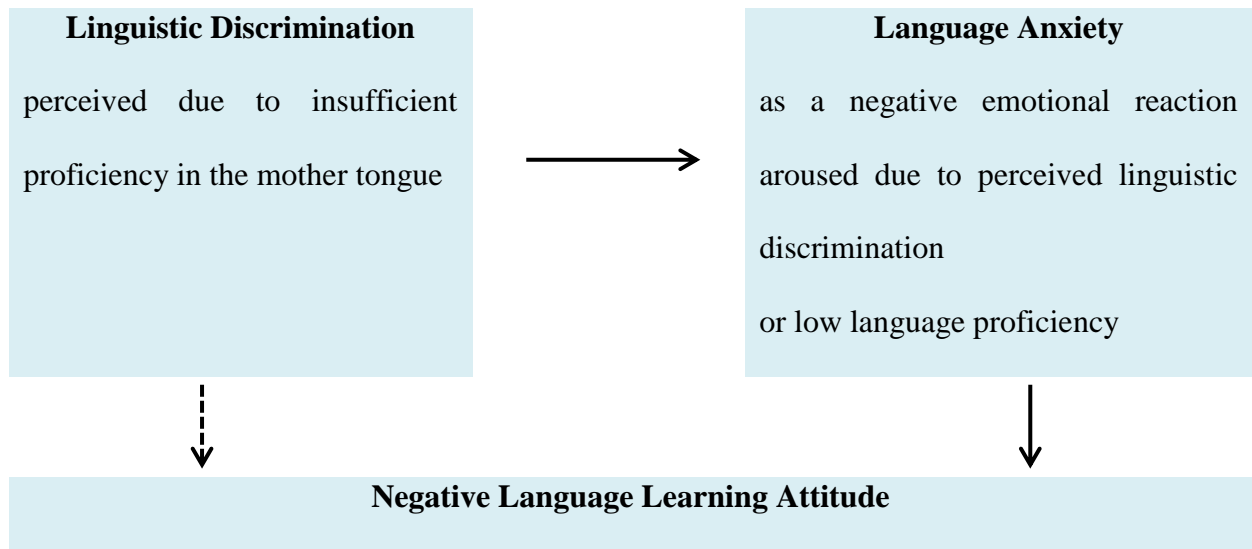 Linguistic Discrimination
perceived due to insufficient
proficiency in the mother tongue
Language Anxiety
as a negative emotional reaction
aroused due to perceived linguistic
discrimination
or low language proficiency
Negative Language Learning Attitude